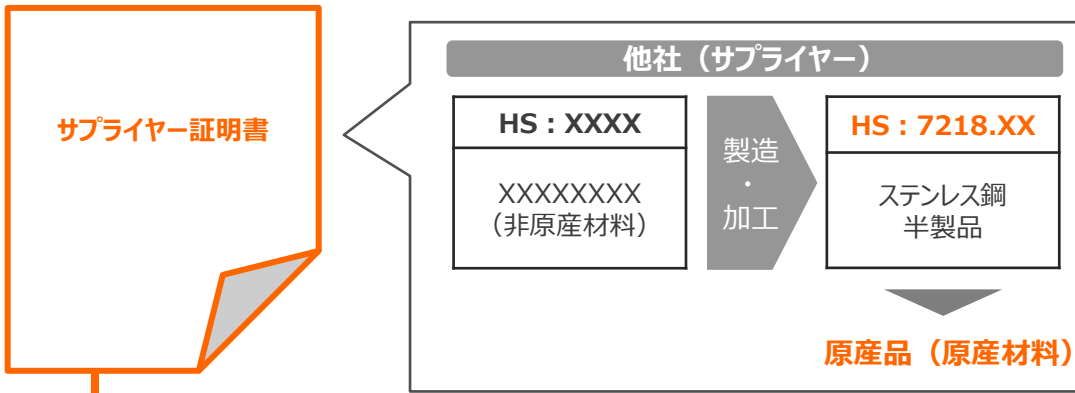 サプライヤー証明書
他社（サプライヤー）
HS：XXXX
XXXXXXXX
（非原産材料）
製造
・
加工
HS：7218.XX
ステンレス鋼
半製品
原産品（原産材料）